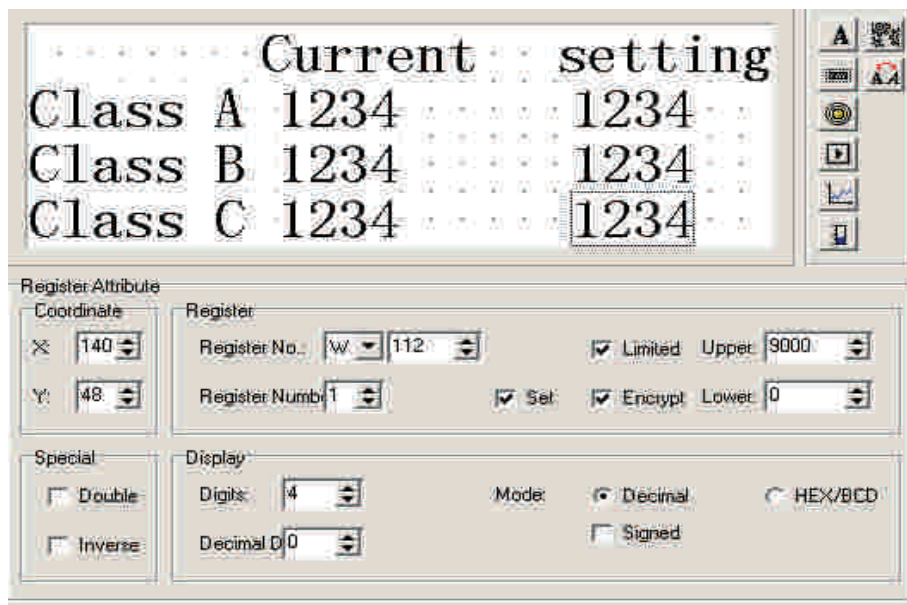 Current setting
Class A 1234 1234
Class B 1234 1234
Class C 1234 1234
A
A A
Register Attribute
Coordinate Register
X: 140 Register No.: W 112 Limited Upper: 9000
Y: 48 Register Numbe 1 Set Encrypt Lower: 0
Special Display
Double Digits: 4 Mode: Decimal HEX/BCD
Inverse Decimal D 0 Signed